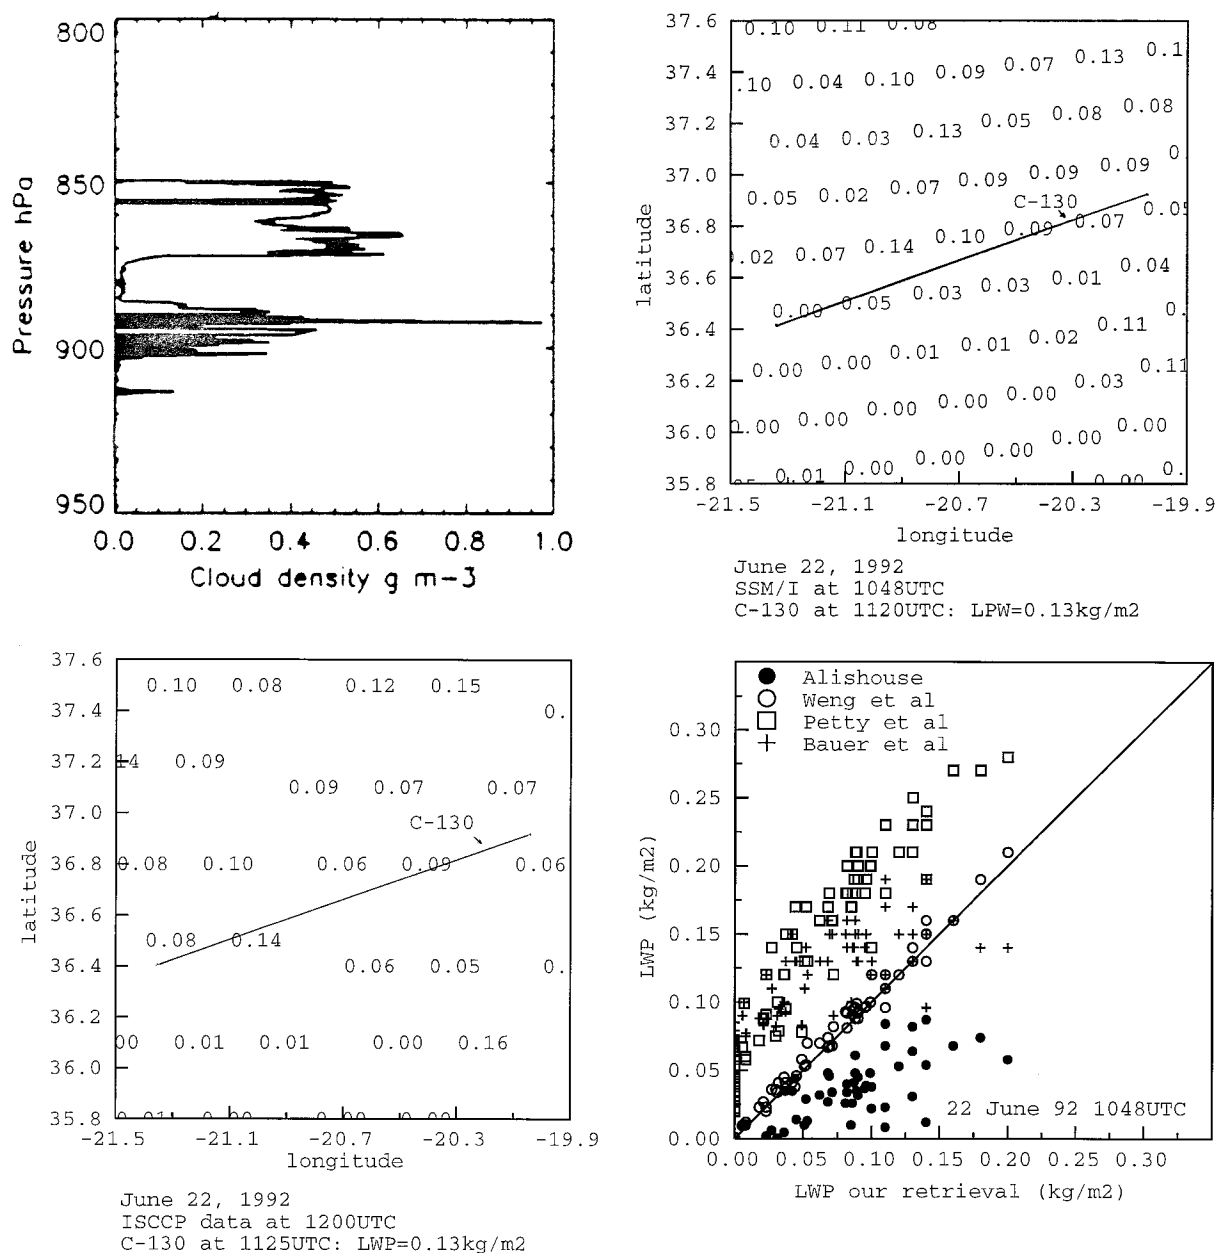 800
850
900
950
Pressure hPa
0.0 0.2 0.4 0.6 0.8 1.0
Cloud density g m-3
37.6
37.4
37.2
37.0
36.8
36.6
36.4
36.2
36.0
35.8
latitude
0.10 0.11 0.08
.10 0.04 0.10 0.09 0.07 0.13 0.1
0.04 0.03 0.13 0.05 0.08 0.08
0.05 0.02 0.07 0.09 0.09 0.09 0.
C-130
.02 0.07 0.14 0.10 0.09 0.07 0.05
0.00 0.05 0.03 0.03 0.01 0.04
0.00 0.00 0.01 0.01 0.02 0.11 0.
.00 0.00 0.00 0.00 0.00 0.03 0.11
0.01 0.00 0.00 0.00 0.00 0.00
0.00 0.
-21.5 -21.1 -20.7 -20.3 -19.9
longitude
June 22, 1992
SSM/I at 1048UTC
C-130 at 1120UTC: LPW=0.13kg/m2
37.6
37.4
37.2
37.0
36.8
36.6
36.4
36.2
36.0
35.8
latitude
0.10 0.08 0.12 0.15
0.
14 0.09
0.09 0.07 0.07
C-130
0.08 0.10 0.06 0.09 0.06
0.08 0.14
0.06 0.05 0.
00 0.01 0.01 0.00 0.16
-21.5 -21.1 -20.7 -20.3 -19.9
longitude
June 22, 1992
ISCCP data at 1200UTC
C-130 at 1125UTC: LWP=0.13kg/m2
Alishouse
Weng et al
Petty et al
Bauer et al
0.30
0.25
0.20
0.15
0.10
0.05
0.00
LWP (kg/m2)
22 June 92 1048UTC
0.00 0.05 0.10 0.15 0.20 0.25 0.30
LWP our retrieval (kg/m2)